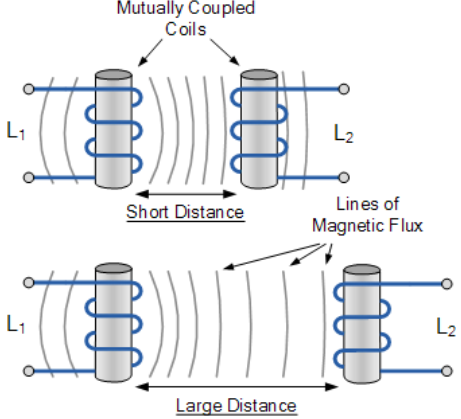 Mutually Coupled
Coils
L1
L2
Short Distance
Lines of
Magnetic Flux
L1
L2
Large Distance